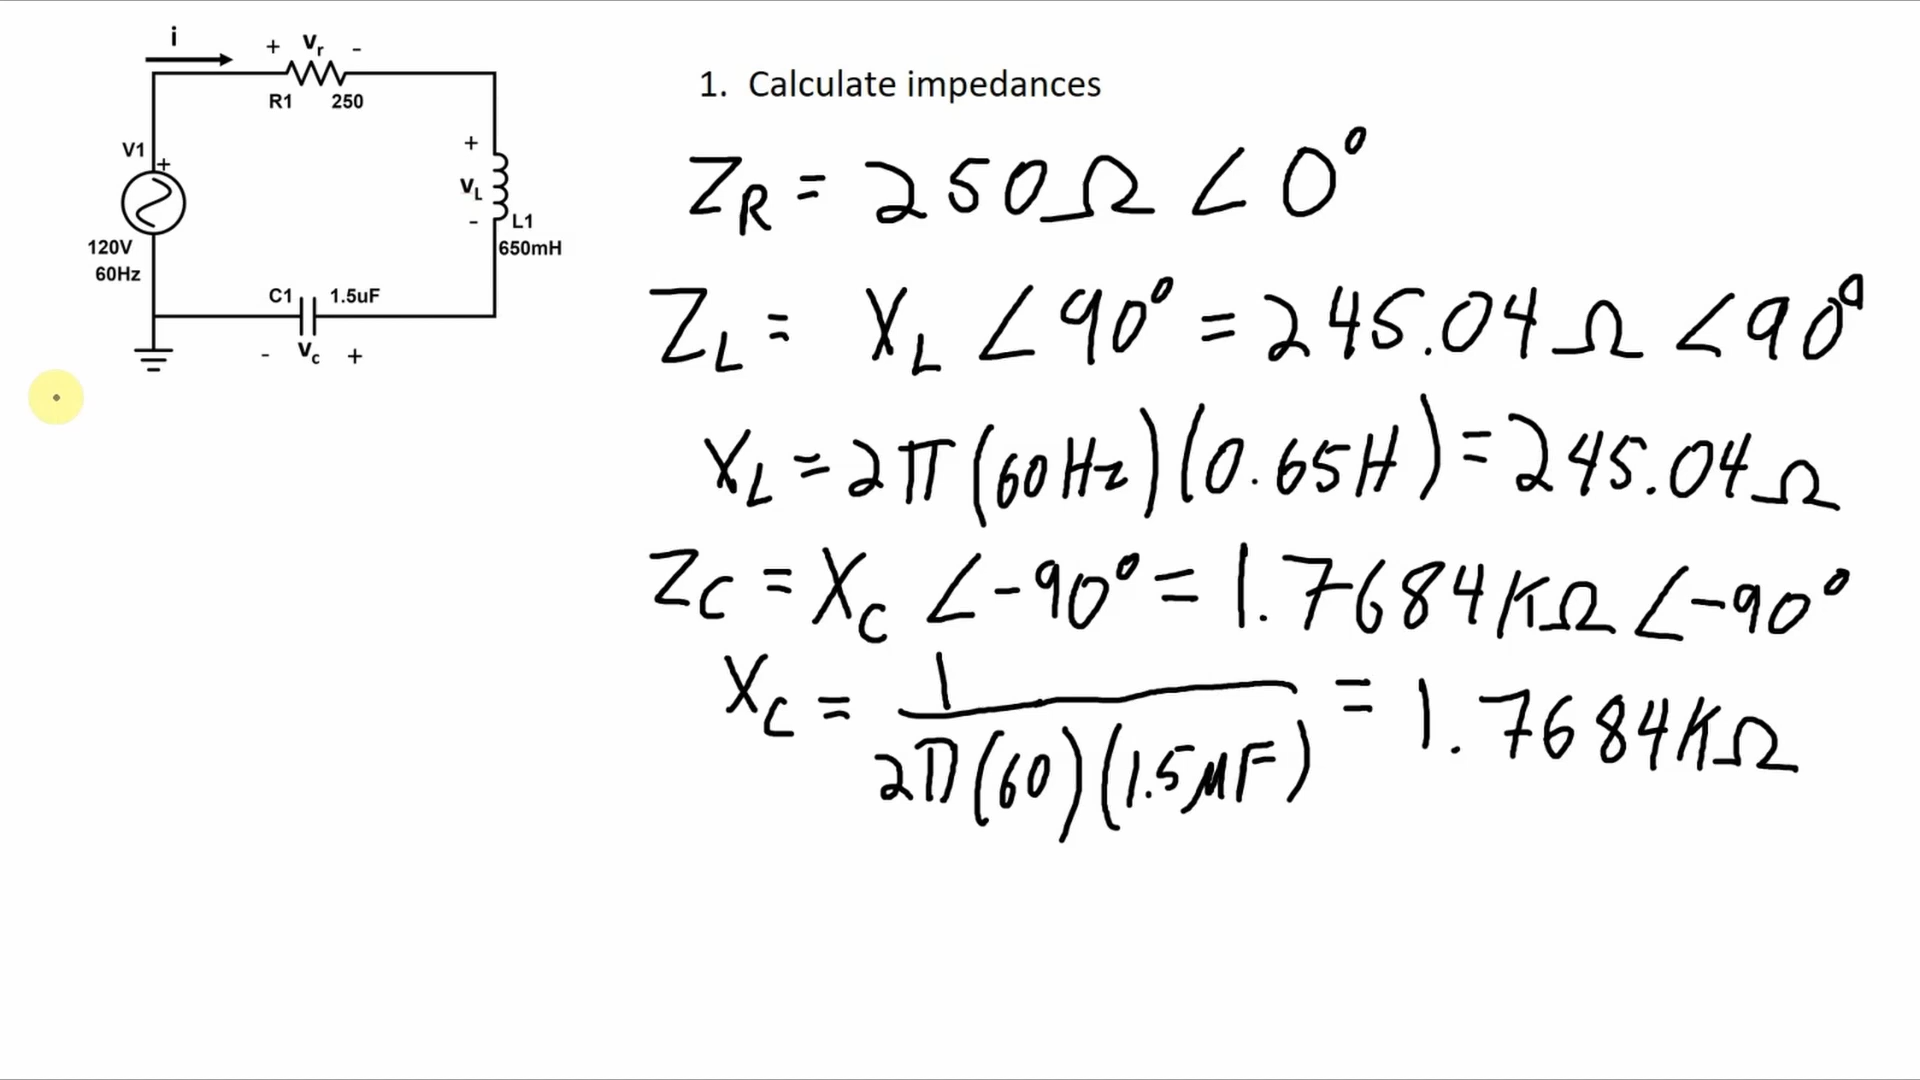 i
+ vr -
R1 250
V1
+
120V
60Hz
+
vL
-
L1
650mH
C1 1.5uF
- vc +
1. Calculate impedances
ZR = 250Ω ∠0°
ZL = XL ∠90° = 245.04Ω ∠90°
XL = 2π(60Hz)(0.65H) = 245.04Ω
ZC = XC ∠-90° = 1.7684KΩ ∠-90°
XC = 1/2π(60)(1.5μF) = 1.7684KΩ